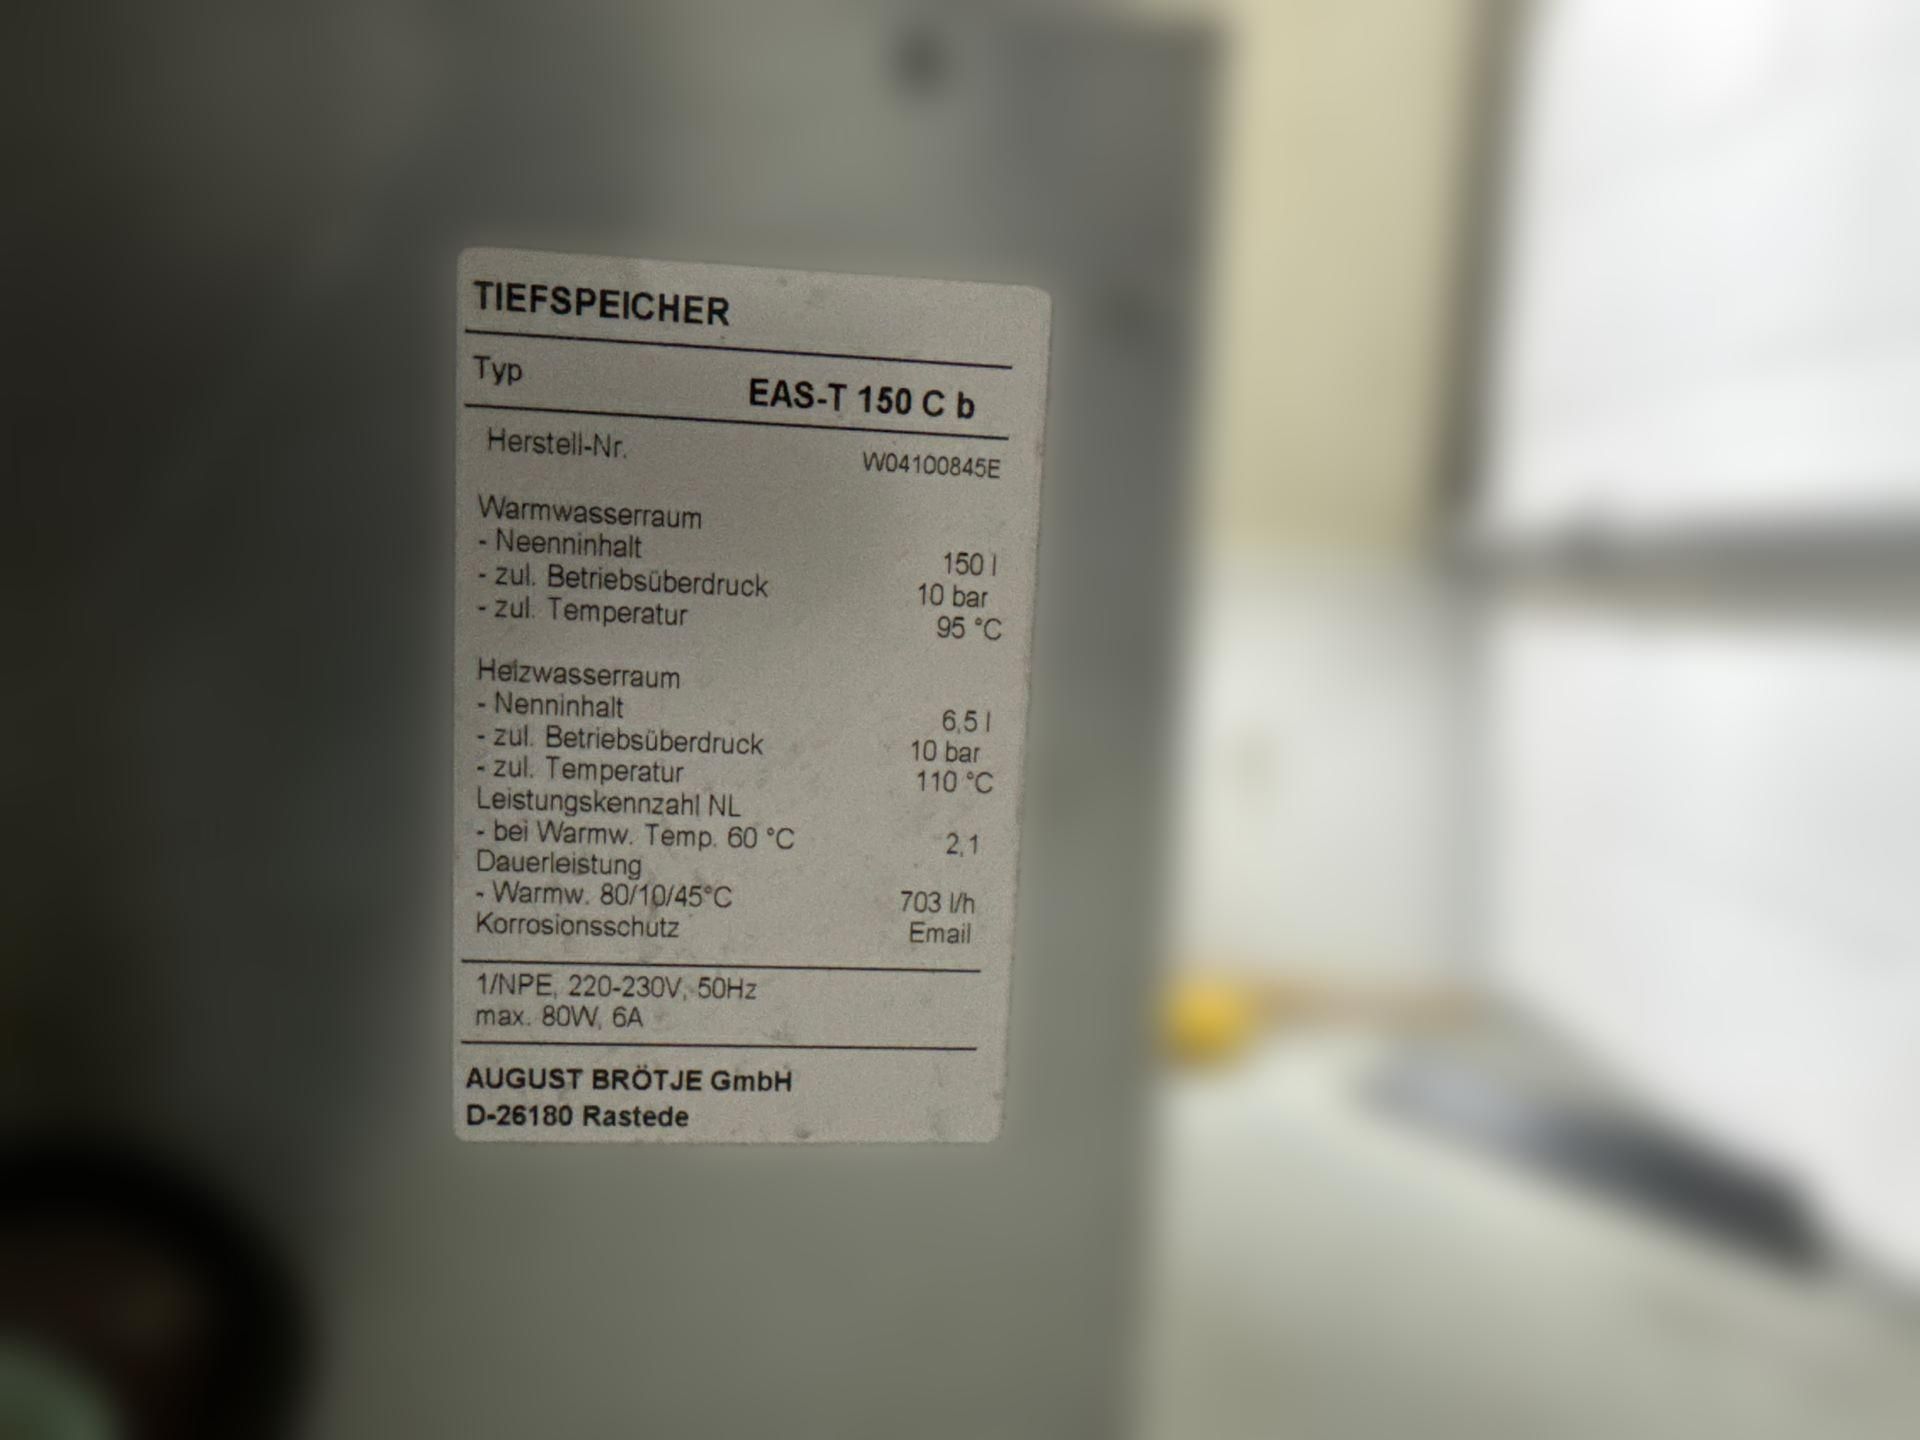 TIEFSPEICHER
Typ EAS-T 150 C b
Herstell-Nr. W04100845E
Warmwasserraum
- Neenninhalt 150 l
- zul. Betriebsüberdruck 10 bar
- zul. Temperatur 95 °C
Heizwasserraum
- Nenninhalt 6,5 l
- zul. Betriebsüberdruck 10 bar
- zul. Temperatur 110 °C
Leistungskennzahl NL
- bei Warmw. Temp. 60 °C 2,1
Dauerleistung
- Warmw. 80/10/45°C 703 l/h
Korrosionsschutz Email
1/NPE, 220-230V, 50Hz
max. 80W, 6A
AUGUST BRÖTJE GmbH
D-26180 Rastede